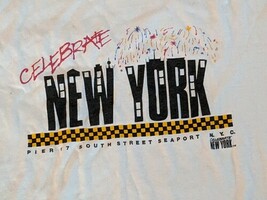 CELEBRATE
NEW YORK
PIER 17 SOUTH STREET SEAPORT
N.Y.C.
CELEBRATE
NEW YORK